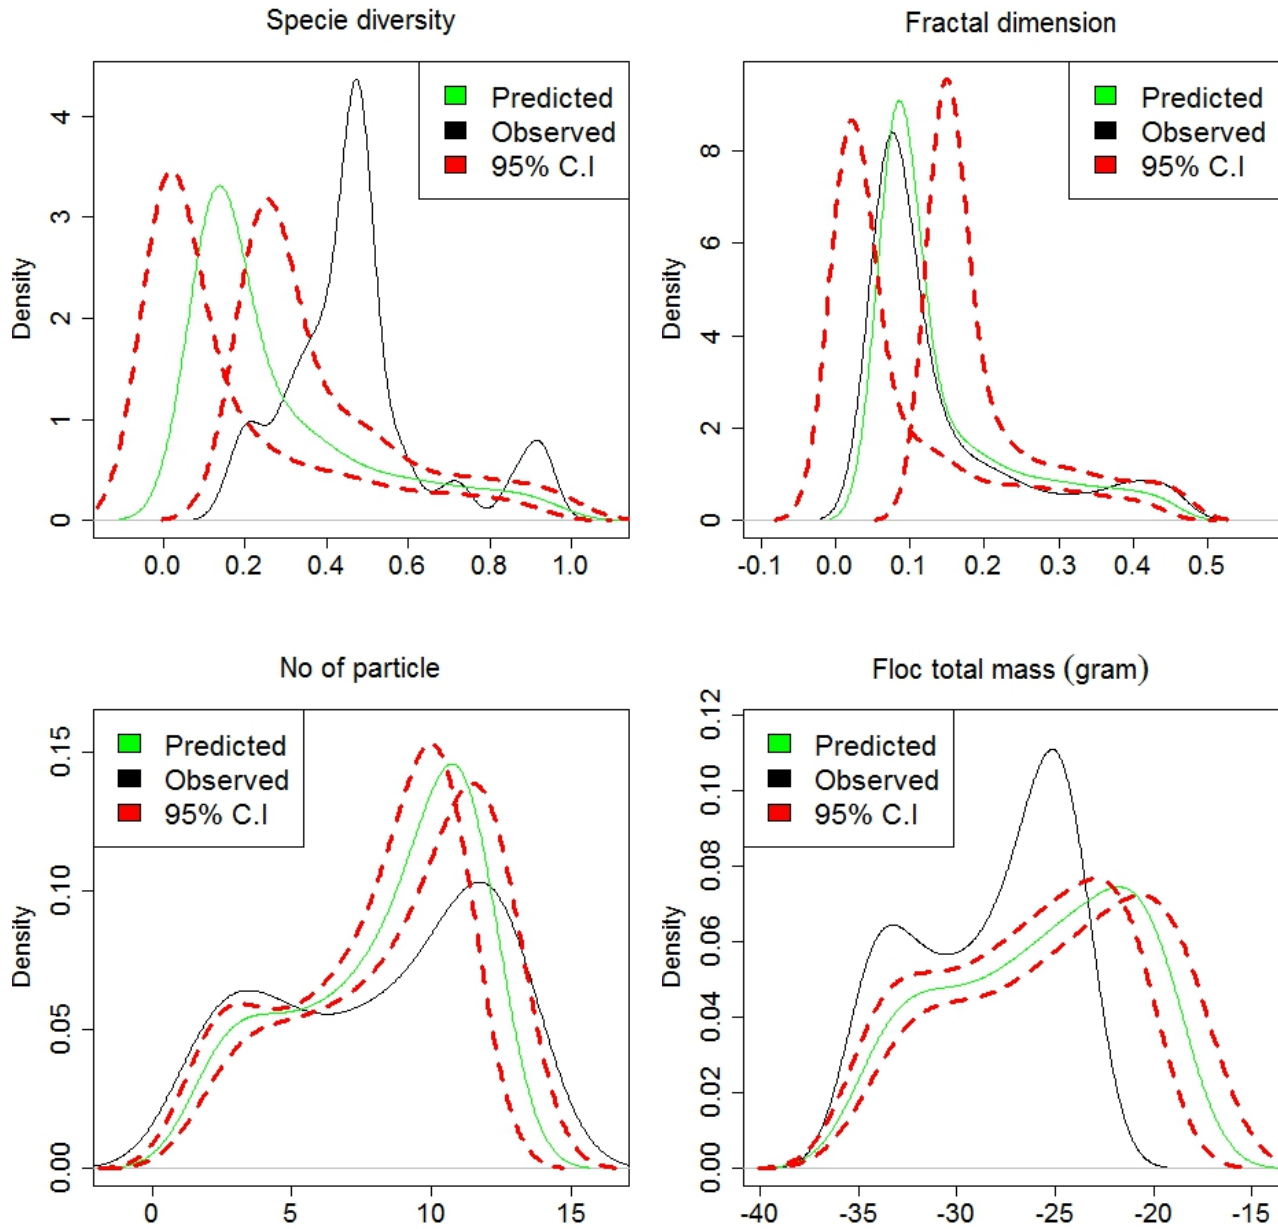 Specie diversity
Predicted
Observed
95% C.I
Density
0
1
2
3
4
0.0 0.2 0.4 0.6 0.8 1.0
Fractal dimension
Predicted
Observed
95% C.I
Density
0
2
4
6
8
-0.1 0.0 0.1 0.2 0.3 0.4 0.5
No of particle
Predicted
Observed
95% C.I
Density
0.00
0.05
0.10
0.15
0 5 10 15
Floc total mass (gram)
Predicted
Observed
95% C.I
Density
0.00
0.02
0.04
0.06
0.08
0.10
0.12
-40 -35 -30 -25 -20 -15